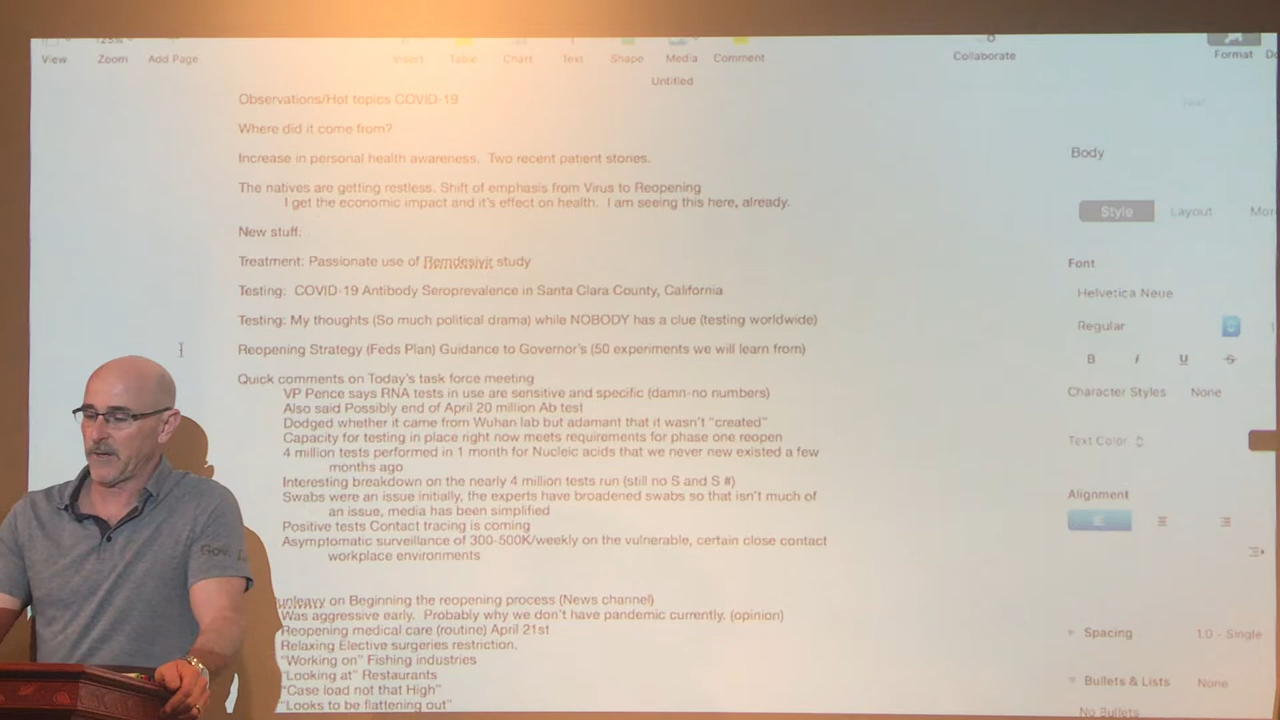 125%
View Zoom Add Page Insert Table Chart Text Shape Media Comment Collaborate Format
Untitled
Observations/Hot topics COVID-19
Where did it come from?
Increase in personal health awareness. Two recent patient stories.
The natives are getting restless. Shift of emphasis from Virus to Reopening
I get the economic impact and it's effect on health. I am seeing this here, already.
New stuff:
Treatment: Passionate use of Remdesivir study
Testing: COVID-19 Antibody Seroprevalence in Santa Clara County, California
Testing: My thoughts (So much political drama) while NOBODY has a clue (testing worldwide)
Reopening Strategy (Feds Plan) Guidance to Governor's (50 experiments we will learn from)
Quick comments on Today's task force meeting
VP Pence says RNA tests in use are sensitive and specific (damn-no numbers)
Also said Possibly end of April 20 million Ab test
Dodged whether it came from Wuhan lab but adamant that it wasn't "created"
Capacity for testing in place right now meets requirements for phase one reopen
4 million tests performed in 1 month for Nucleic acids that we never new existed a few
months ago
Interesting breakdown on the nearly 4 million tests run (still no S and S #)
Swabs were an issue initially, the experts have broadened swabs so that isn't much of
an issue, media has been simplified
Positive tests Contact tracing is coming
Asymptomatic surveillance of 300-500K/weekly on the vulnerable, certain close contact
workplace environments
Gov. unleavy on Beginning the reopening process (News channel)
Was aggressive early. Probably why we don't have pandemic currently. (opinion)
Reopening medical care (routine) April 21st
Relaxing Elective surgeries restriction.
"Working on" Fishing industries
"Looking at" Restaurants
"Case load not that High"
"Looks to be flattening out"
Text
Body
Style Layout More
Font
Helvetica Neue
Regular
B I U S
Character Styles None
Text Color
Alignment
Spacing 1.0 - Single
Bullets & Lists None
No Bullets